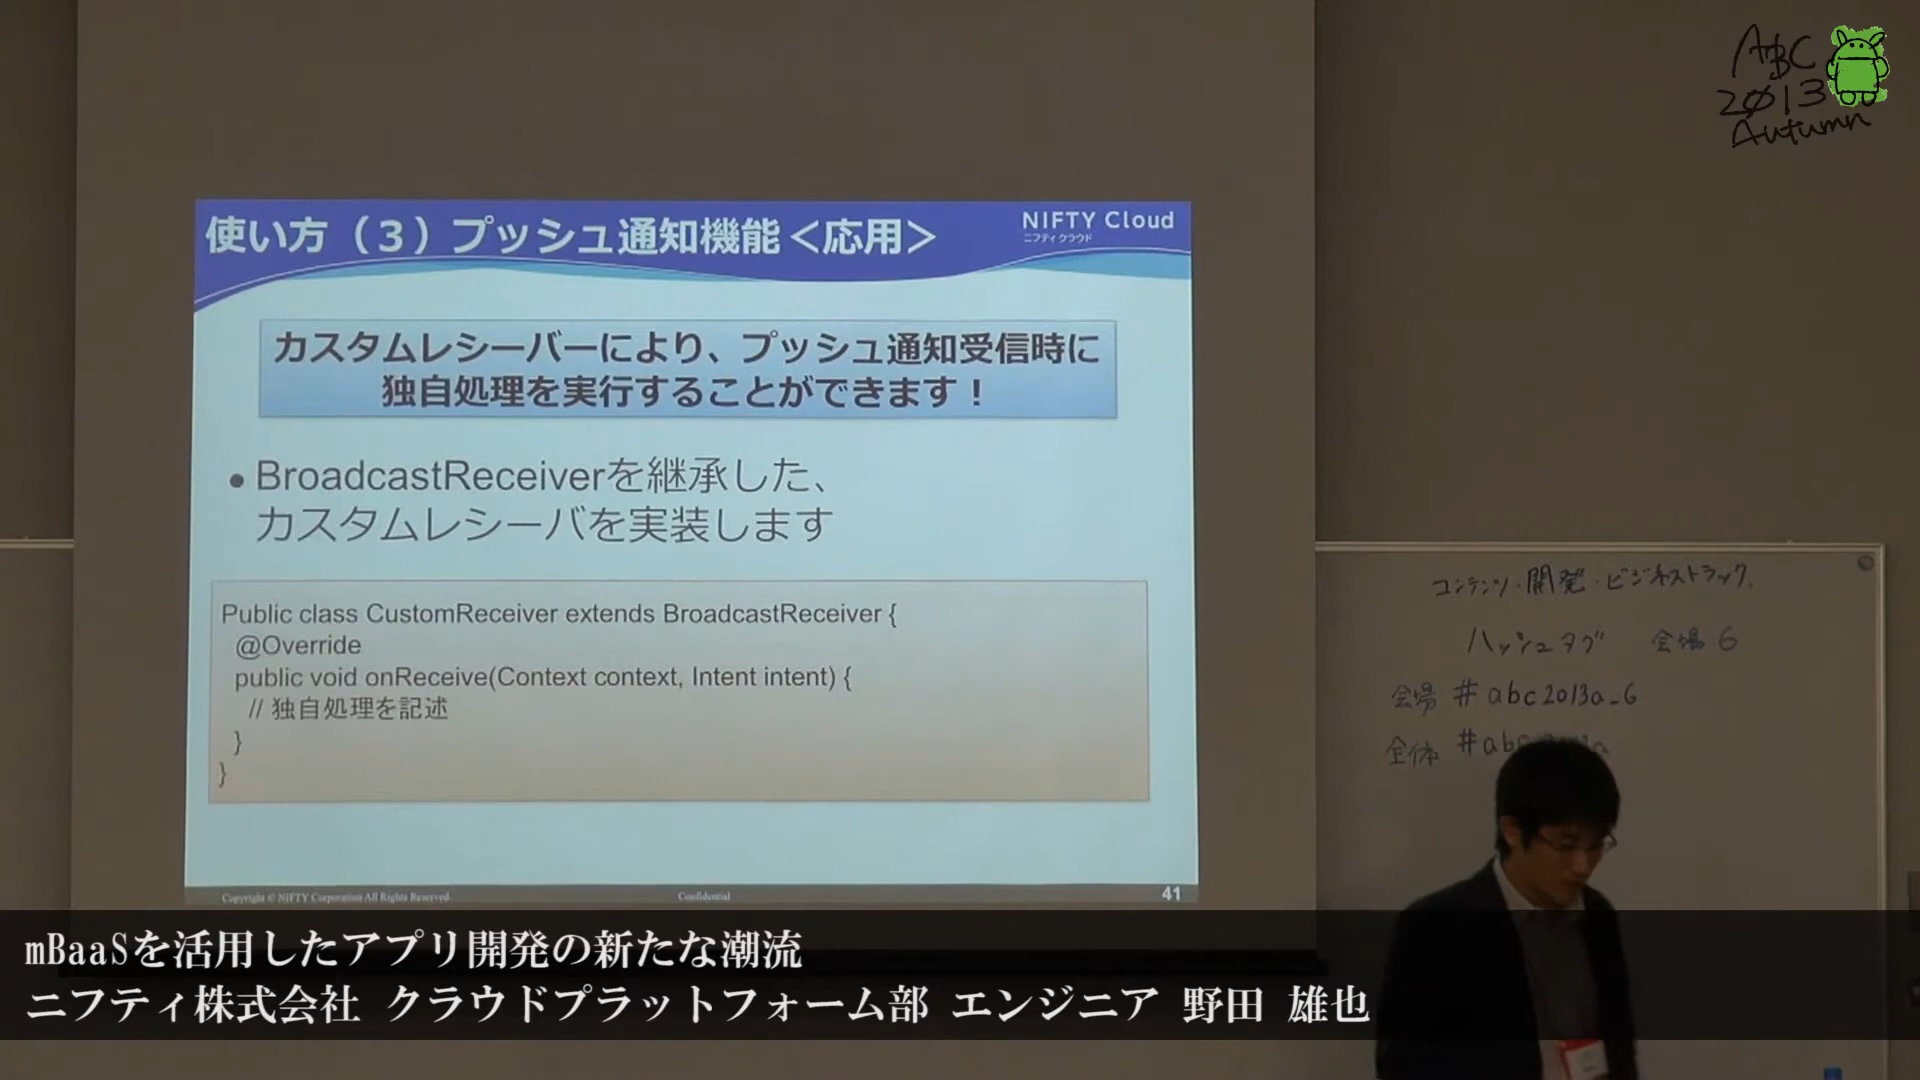 ABC
2013
Autumn
使い方（３）プッシュ通知機能＜応用＞
NIFTY Cloud
ニフティクラウド
カスタムレシーバーにより、プッシュ通知受信時に
独自処理を実行することができます！
• BroadcastReceiverを継承した、
カスタムレシーバを実装します
Public class CustomReceiver extends BroadcastReceiver {
@Override
public void onReceive(Context context, Intent intent) {
// 独自処理を記述
}
}
Copyright © NIFTY Corporation All Rights Reserved.
Confidential
41
コンテンツ・開発・ビジネストラック
ハッシュタグ 会場 6
会場 #abc2013a_6
全体 #abc
mBaaSを活用したアプリ開発の新たな潮流
ニフティ株式会社 クラウドプラットフォーム部 エンジニア 野田 雄也